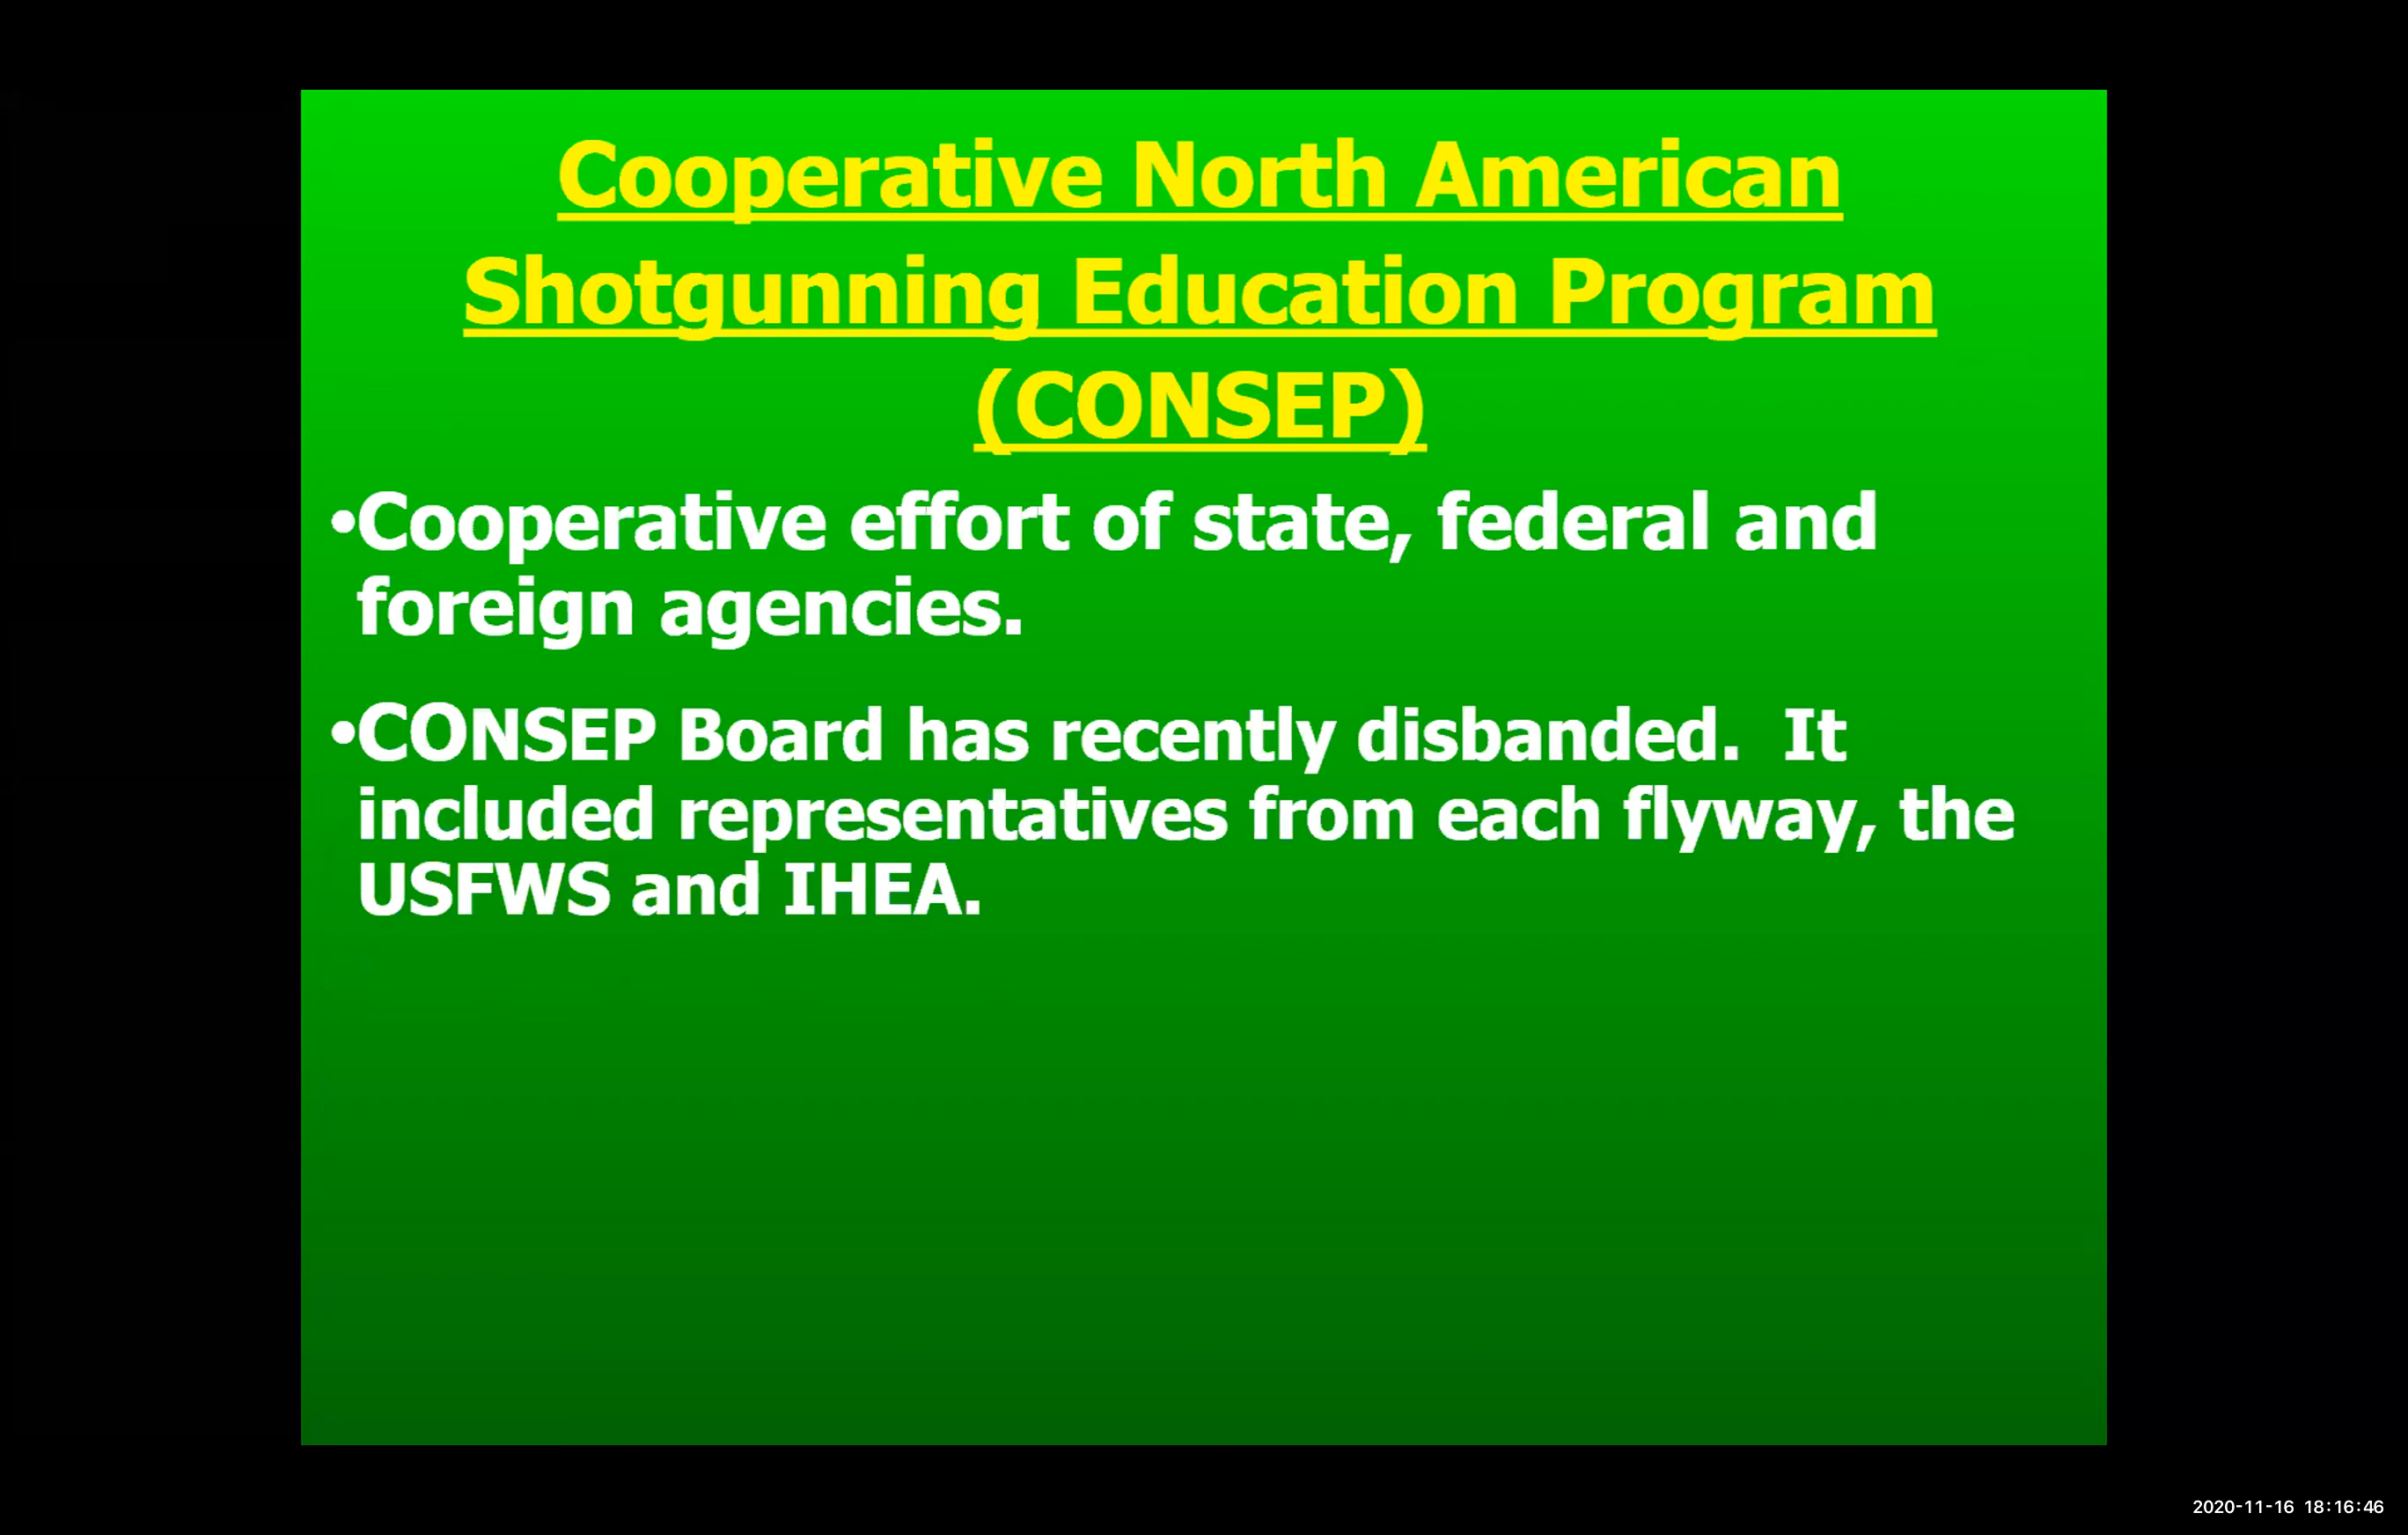 Cooperative North American
Shotgunning Education Program
(CONSEP)
•Cooperative effort of state, federal and
foreign agencies.
•CONSEP Board has recently disbanded.  It
included representatives from each flyway, the
USFWS and IHEA.
2020-11-16 18:16:46